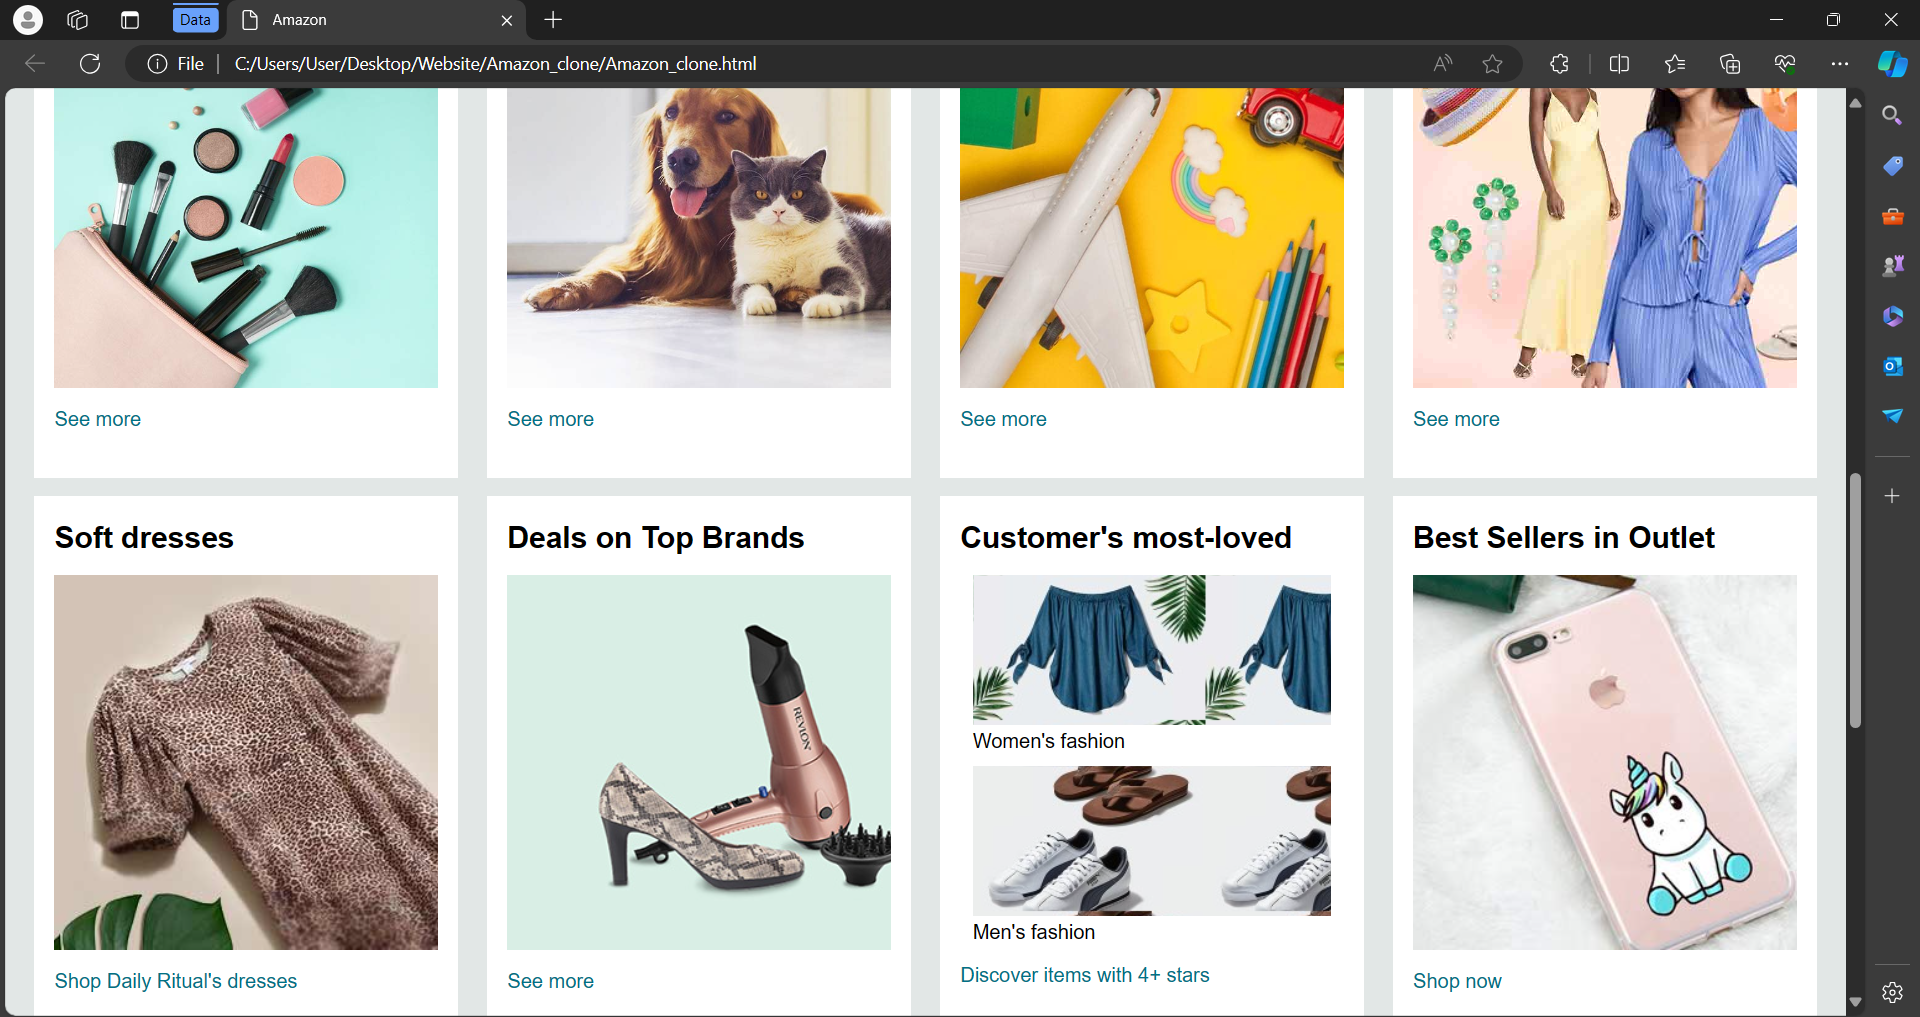 Data
Amazon
File
C:/Users/User/Desktop/Website/Amazon_clone/Amazon_clone.html
See more
See more
See more
See more
Soft dresses
Deals on Top Brands
Customer's most-loved
Best Sellers in Outlet
REVLON
Women's fashion
Men's fashion
Shop Daily Ritual's dresses
See more
Discover items with 4+ stars
Shop now